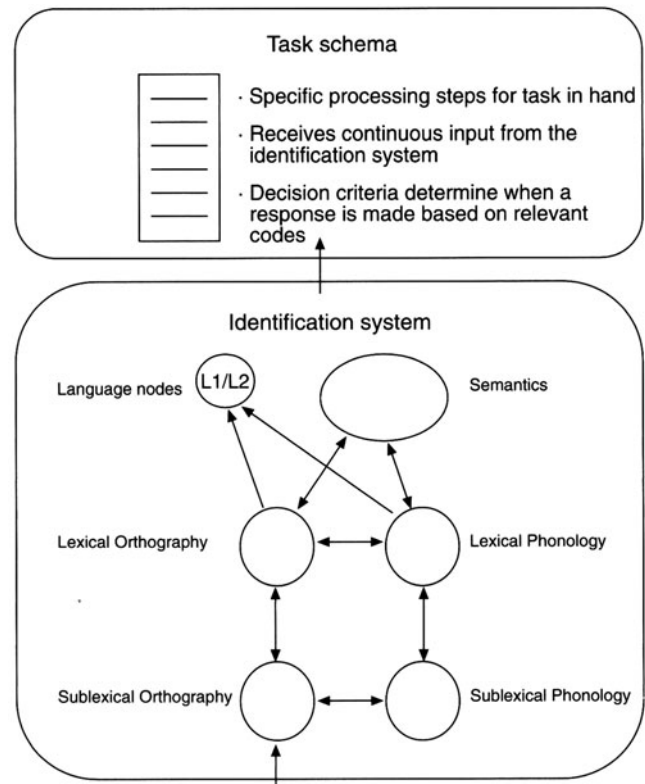 Task schema
· Specific processing steps for task in hand
· Receives continuous input from the
identification system
· Decision criteria determine when a
response is made based on relevant
codes
Identification system
Language nodes
L1/L2
Semantics
Lexical Orthography
Lexical Phonology
Sublexical Orthography
Sublexical Phonology